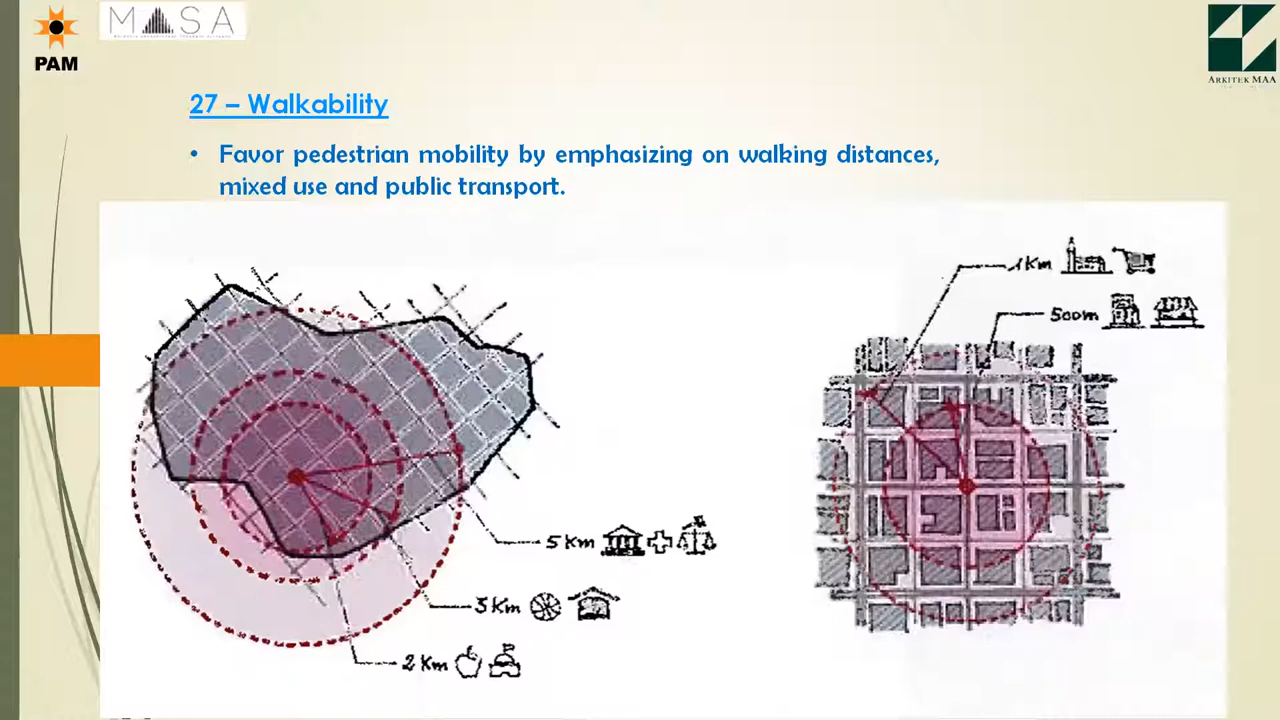 PAM
MASA
ARKITEK MAA
27 – Walkability
• Favor pedestrian mobility by emphasizing on walking distances,
mixed use and public transport.
1Km
500m
5 Km
3 Km
2 Km